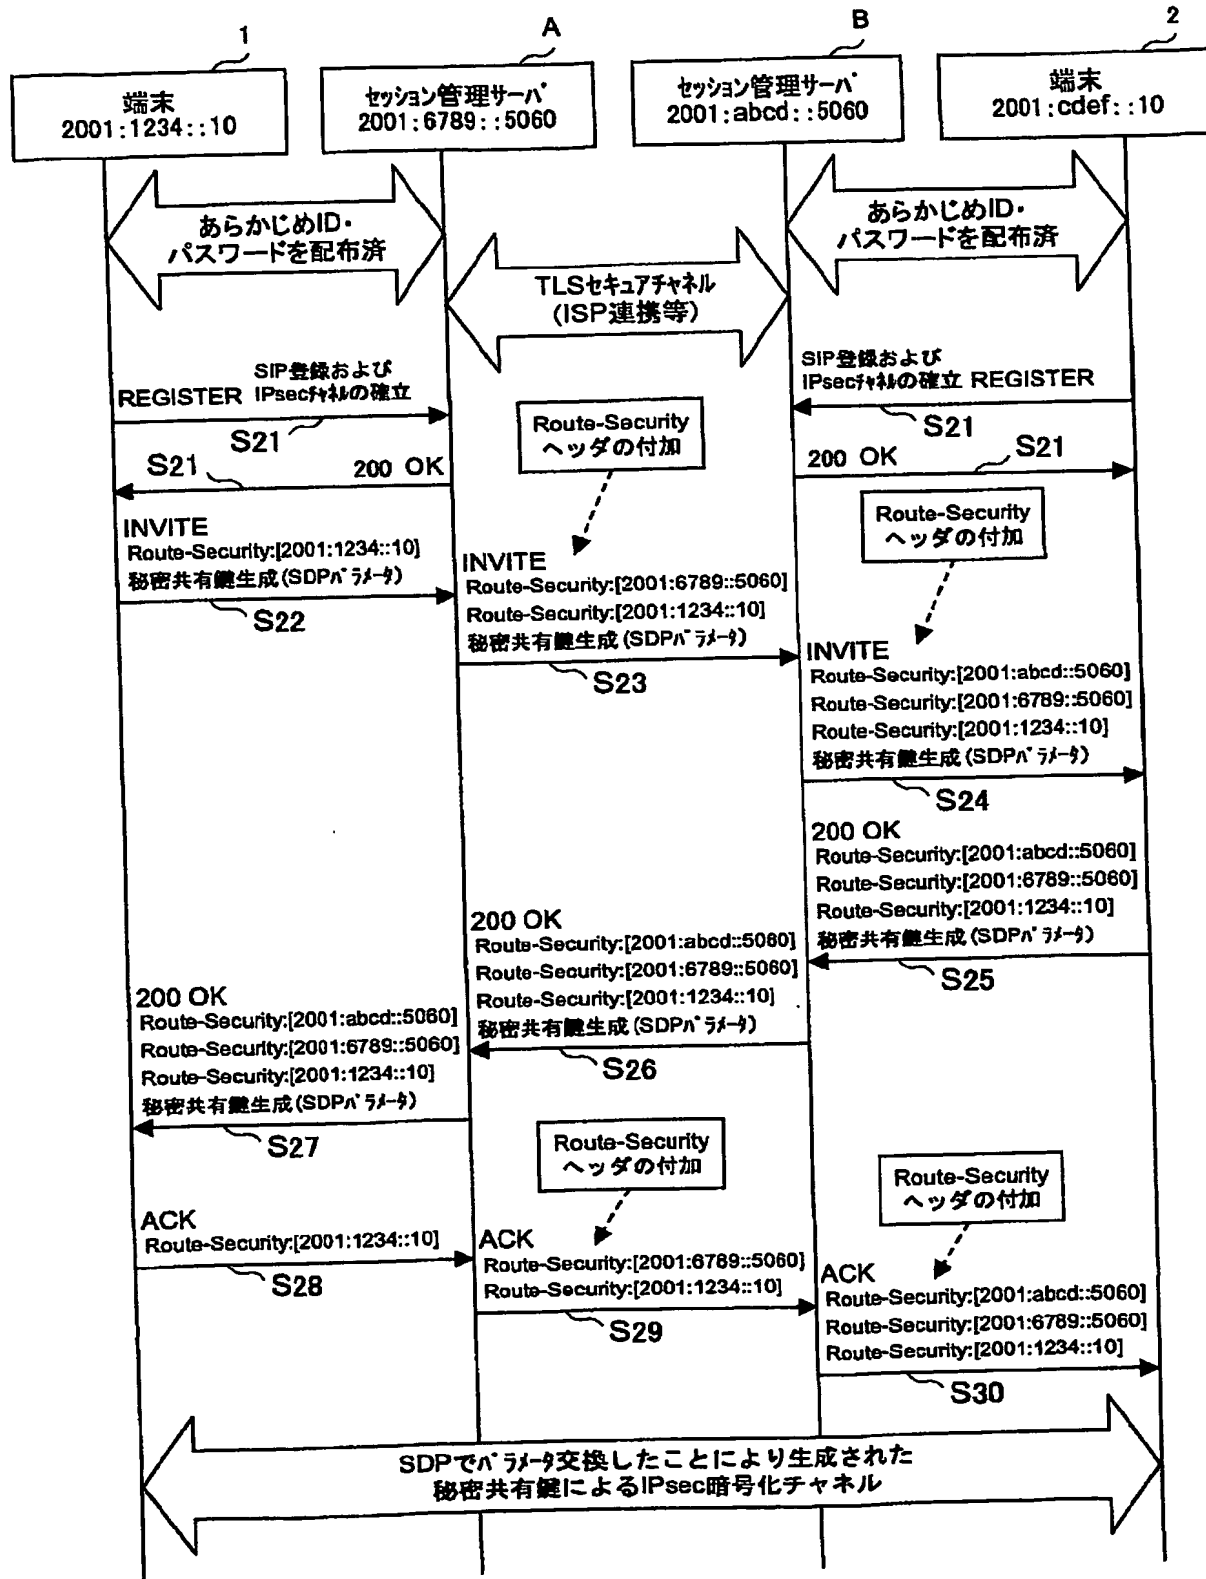 1
A
B
2
端末
2001:1234::10
セッション管理サーバ
2001:6789::5060
セッション管理サーバ
2001:abcd::5060
端末
2001:cdef::10
あらかじめID・
パスワードを配布済
あらかじめID・
パスワードを配布済
TLSセキュアチャネル
(ISP連携等)
SIP登録および
REGISTER IPsecチャネルの確立
S21
SIP登録および
IPsecチャネルの確立 REGISTER
S21
S21
200 OK
200 OK
S21
Route-Security
ヘッダの付加
INVITE
Route-Security:[2001:1234::10]
秘密共有鍵生成(SDPパラメータ)
S22
Route-Security
ヘッダの付加
INVITE
Route-Security:[2001:6789::5060]
Route-Security:[2001:1234::10]
秘密共有鍵生成(SDPパラメータ)
S23
INVITE
Route-Security:[2001:abcd::5060]
Route-Security:[2001:6789::5060]
Route-Security:[2001:1234::10]
秘密共有鍵生成(SDPパラメータ)
S24
200 OK
Route-Security:[2001:abcd::5060]
Route-Security:[2001:6789::5060]
Route-Security:[2001:1234::10]
秘密共有鍵生成(SDPパラメータ)
S25
200 OK
Route-Security:[2001:abcd::5060]
Route-Security:[2001:6789::5060]
Route-Security:[2001:1234::10]
秘密共有鍵生成(SDPパラメータ)
S26
200 OK
Route-Security:[2001:abcd::5060]
Route-Security:[2001:6789::5060]
Route-Security:[2001:1234::10]
秘密共有鍵生成(SDPパラメータ)
S27
Route-Security
ヘッダの付加
ACK
Route-Security:[2001:1234::10]
S28
Route-Security
ヘッダの付加
ACK
Route-Security:[2001:6789::5060]
Route-Security:[2001:1234::10]
S29
ACK
Route-Security:[2001:abcd::5060]
Route-Security:[2001:6789::5060]
Route-Security:[2001:1234::10]
S30
SDPでパラメータ交換したことにより生成された
秘密共有鍵によるIPsec暗号化チャネル